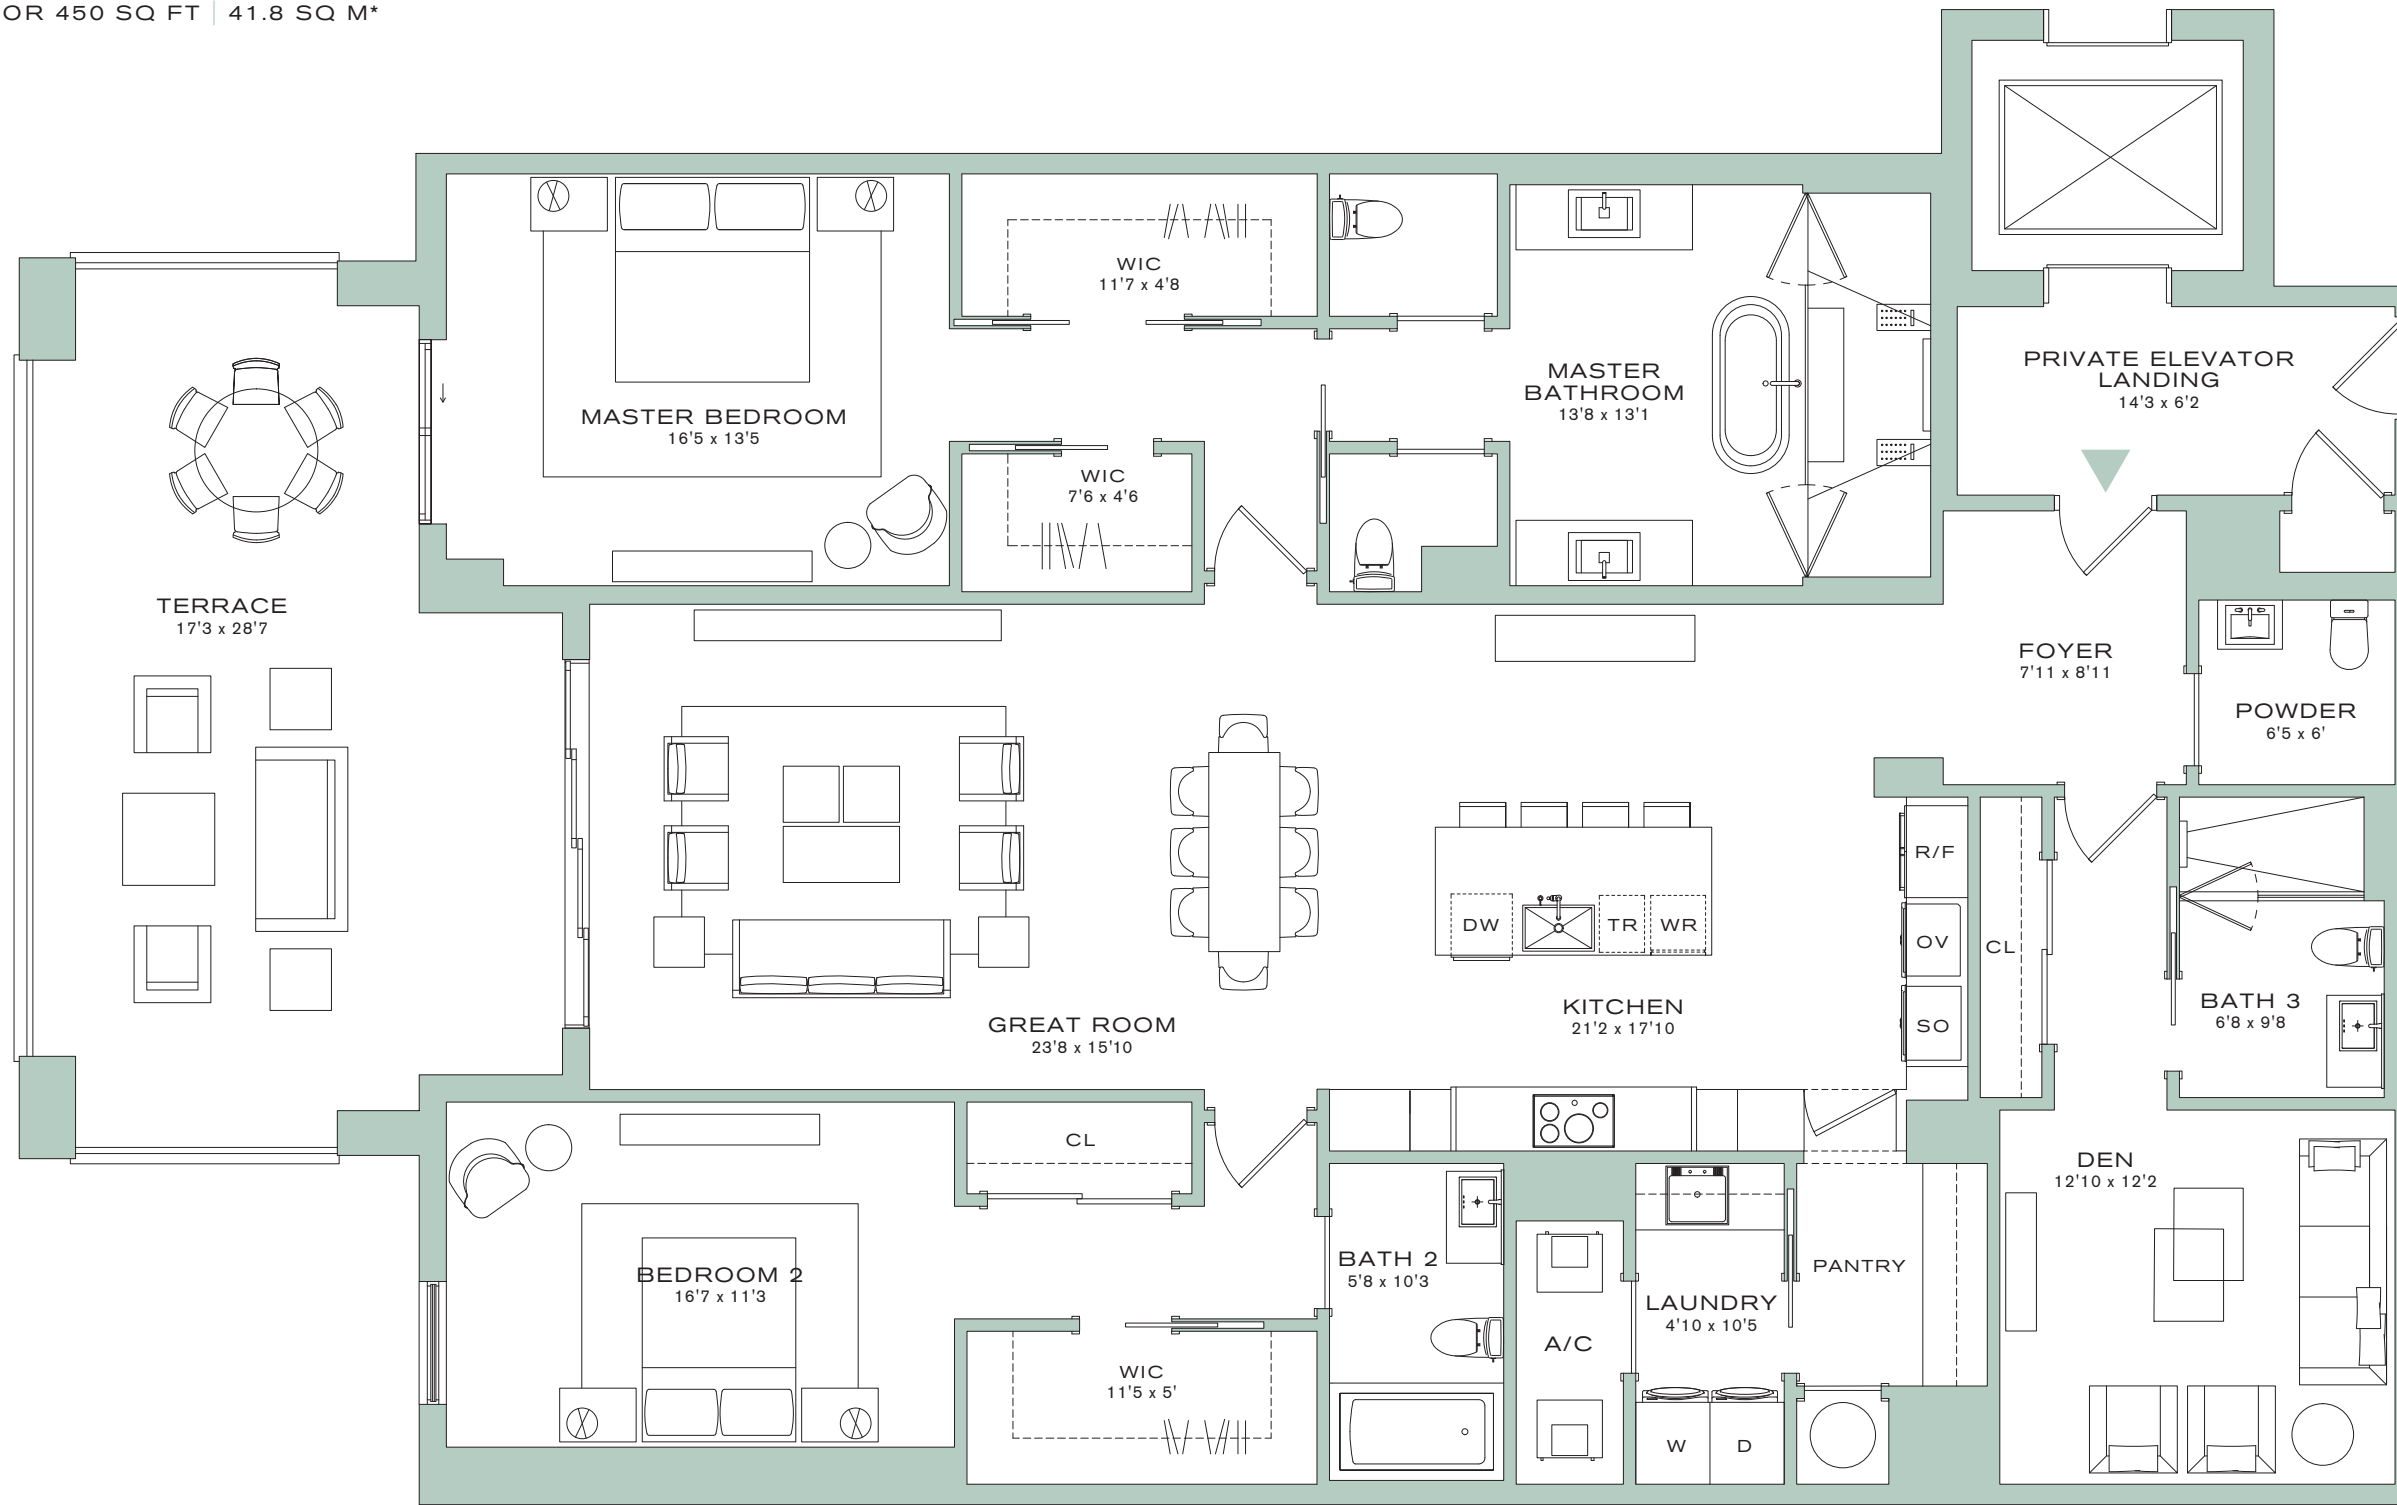 OR 450 SQ FT | 41.8 SQ M*
WIC
11'7 x 4'8
MASTER BEDROOM
16'5 x 13'5
MASTER
BATHROOM
13'8 x 13'1
PRIVATE ELEVATOR
LANDING
14'3 x 6'2
WIC
7'6 x 4'6
TERRACE
17'3 x 28'7
FOYER
7'11 x 8'11
POWDER
6'5 x 6'
R/F
DW
TR
WR
OV
CL
SO
BATH 3
6'8 x 9'8
KITCHEN
21'2 x 17'10
GREAT ROOM
23'8 x 15'10
CL
DEN
12'10 x 12'2
BEDROOM 2
16'7 x 11'3
BATH 2
5'8 x 10'3
PANTRY
LAUNDRY
4'10 x 10'5
A/C
WIC
11'5 x 5'
W
D